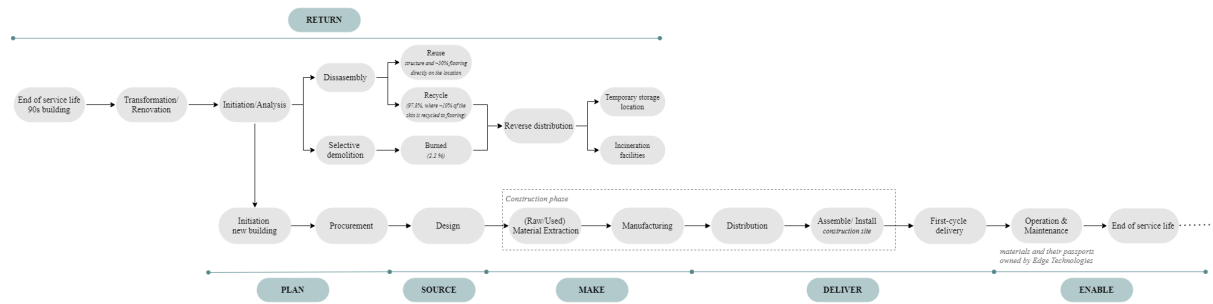 RETURN
End of service life
90s building
Transformation/
Renovation
Initiation/Analysis
Dissasembly
Reuse
structure and ~30% flooring
directly on the location
Recycle
(97.8%, where ~10% of the
skin is recycled to flooring)
Selective
demolition
Burned
(2.2 %)
Reverse distribution
Temporary storage
location
Incineration
facilities
Initiation
new building
Procurement
Design
Construction phase
(Raw/Used)
Material Extraction
Manufacturing
Distribution
Assemble/ Install
construction site
First-cycle
delivery
Operation &
Maintenance
materials and their passports
owned by Edge Technologies
End of service life
PLAN
SOURCE
MAKE
DELIVER
ENABLE